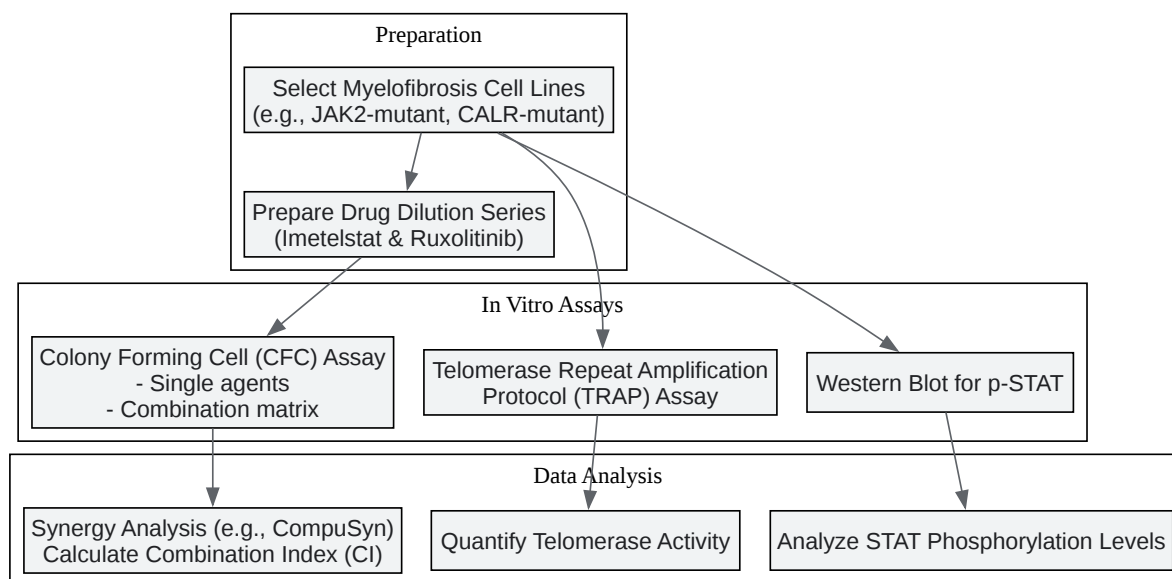 Preparation
Select Myelofibrosis Cell Lines
(e.g., JAK2-mutant, CALR-mutant)
Prepare Drug Dilution Series
(Imetelstat & Ruxolitinib)
In Vitro Assays
Colony Forming Cell (CFC) Assay
- Single agents
- Combination matrix
Telomerase Repeat Amplification
Protocol (TRAP) Assay
Western Blot for p-STAT
Data Analysis
Synergy Analysis (e.g., CompuSyn)
Calculate Combination Index (CI)
Quantify Telomerase Activity
Analyze STAT Phosphorylation Levels